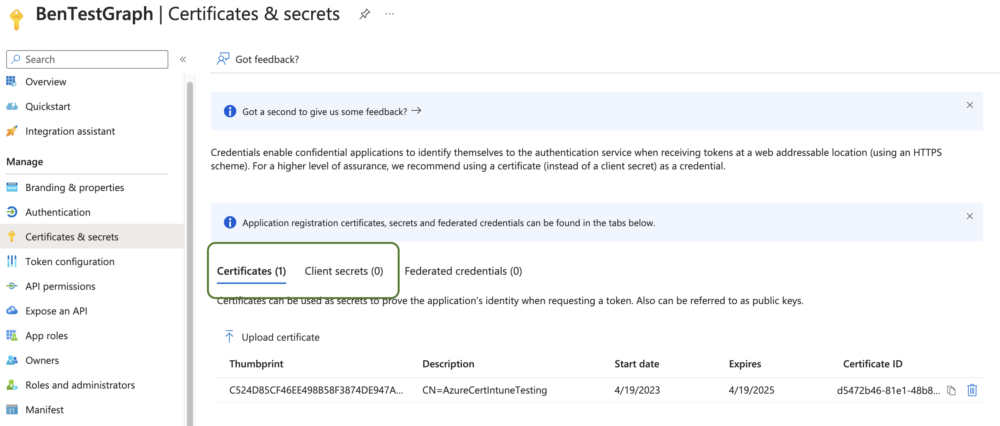 BenTestGraph | Certificates & secrets
Search
Overview
Quickstart
Integration assistant
Manage
Branding & properties
Authentication
Certificates & secrets
Token configuration
API permissions
Expose an API
App roles
Owners
Roles and administrators
Manifest
Got feedback?
Got a second to give us some feedback?
Credentials enable confidential applications to identify themselves to the authentication service when receiving tokens at a web addressable location (using an HTTPS
scheme). For a higher level of assurance, we recommend using a certificate (instead of a client secret) as a credential.
Application registration certificates, secrets and federated credentials can be found in the tabs below.
Certificates (1) Client secrets (0) Federated credentials (0)
Certificates can be used as secrets to prove the application's identity when requesting a token. Also can be referred to as public keys.
Upload certificate
Thumbprint Description Start date Expires Certificate ID
C524D85CF46EE498B58F3874DE947A... CN=AzureCertIntuneTesting 4/19/2023 4/19/2025 d5472b46-81e1-48b8...